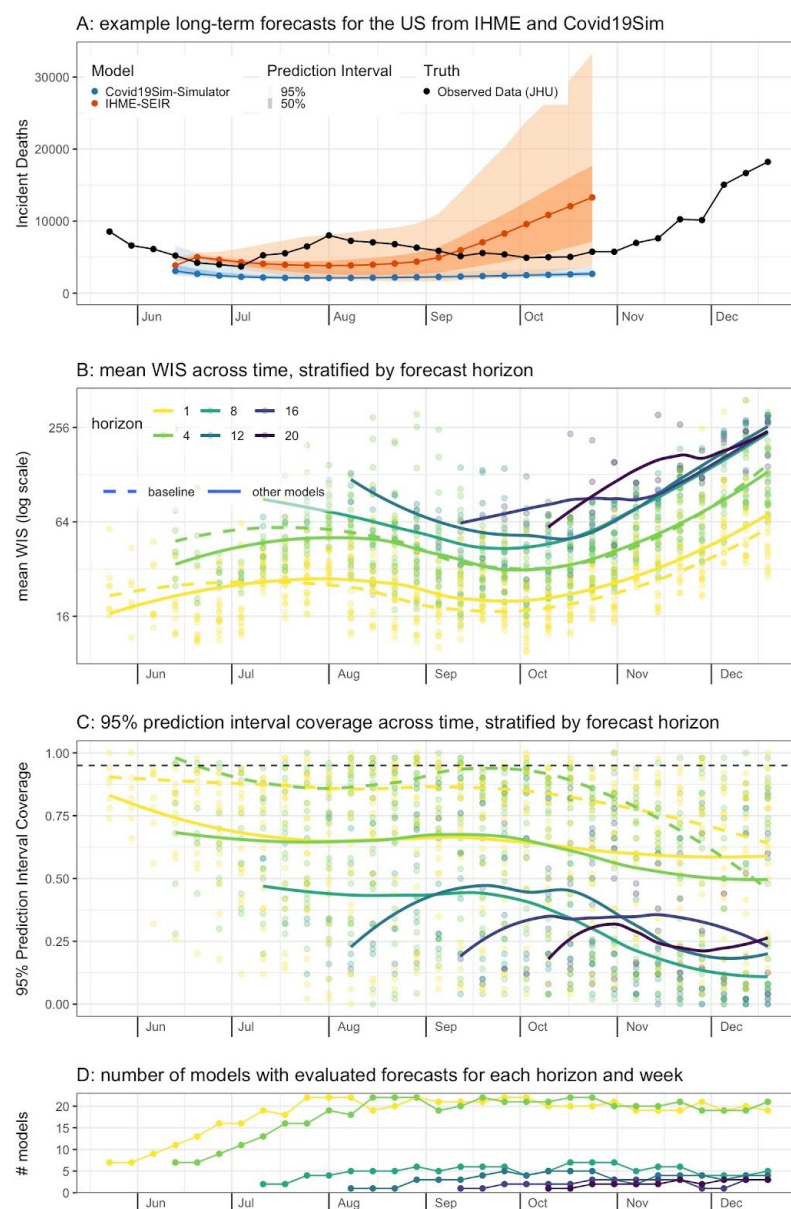 A: example long-term forecasts for the US from IHME and Covid19Sim
Model
Covid19Sim-Simulator
IHME-SEIR
Prediction Interval
95%
50%
Truth
Observed Data (JHU)
Incident Deaths
30000
20000
10000
0
Jun Jul Aug Sep Oct Nov Dec
B: mean WIS across time, stratified by forecast horizon
horizon
1 8 16
4 12 20
baseline other models
mean WIS (log scale)
256
64
16
Jun Jul Aug Sep Oct Nov Dec
C: 95% prediction interval coverage across time, stratified by forecast horizon
95% Prediction Interval Coverage
1.00
0.75
0.50
0.25
0.00
Jun Jul Aug Sep Oct Nov Dec
D: number of models with evaluated forecasts for each horizon and week
# models
20
15
10
5
0
Jun Jul Aug Sep Oct Nov Dec